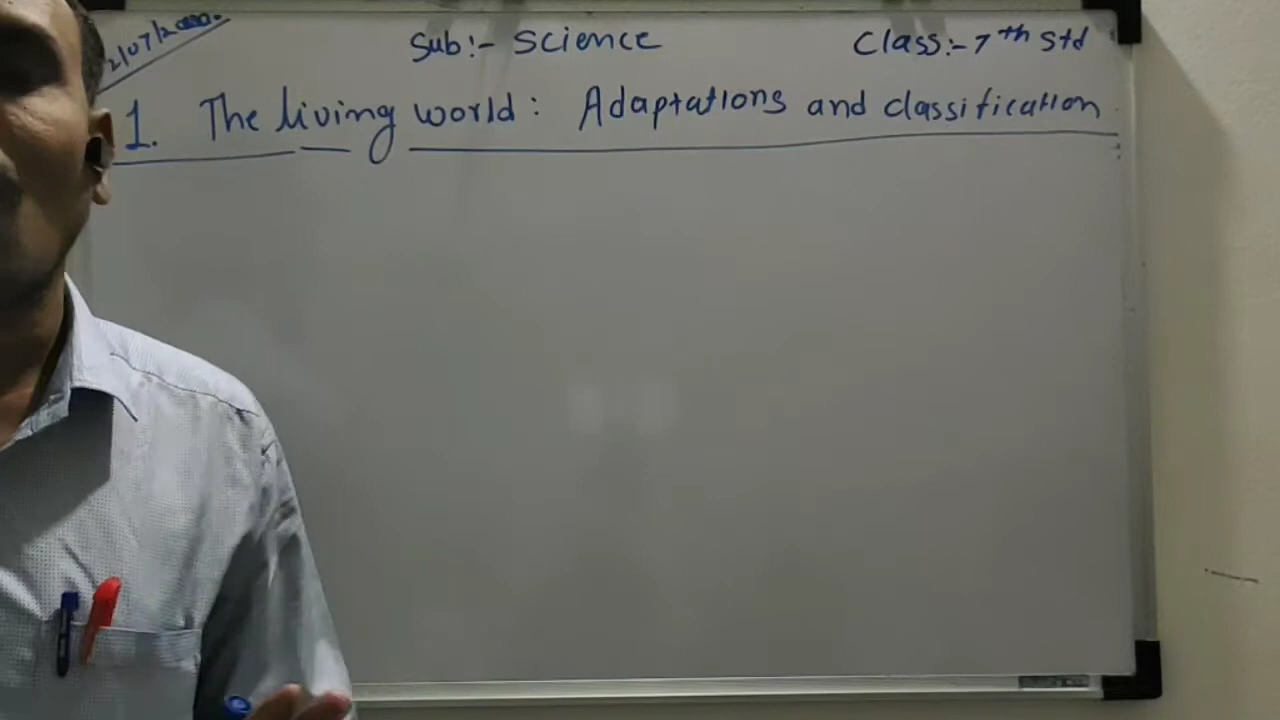 Sub:- Science
Class:- 7th Std
1. The living world: Adaptations and classification